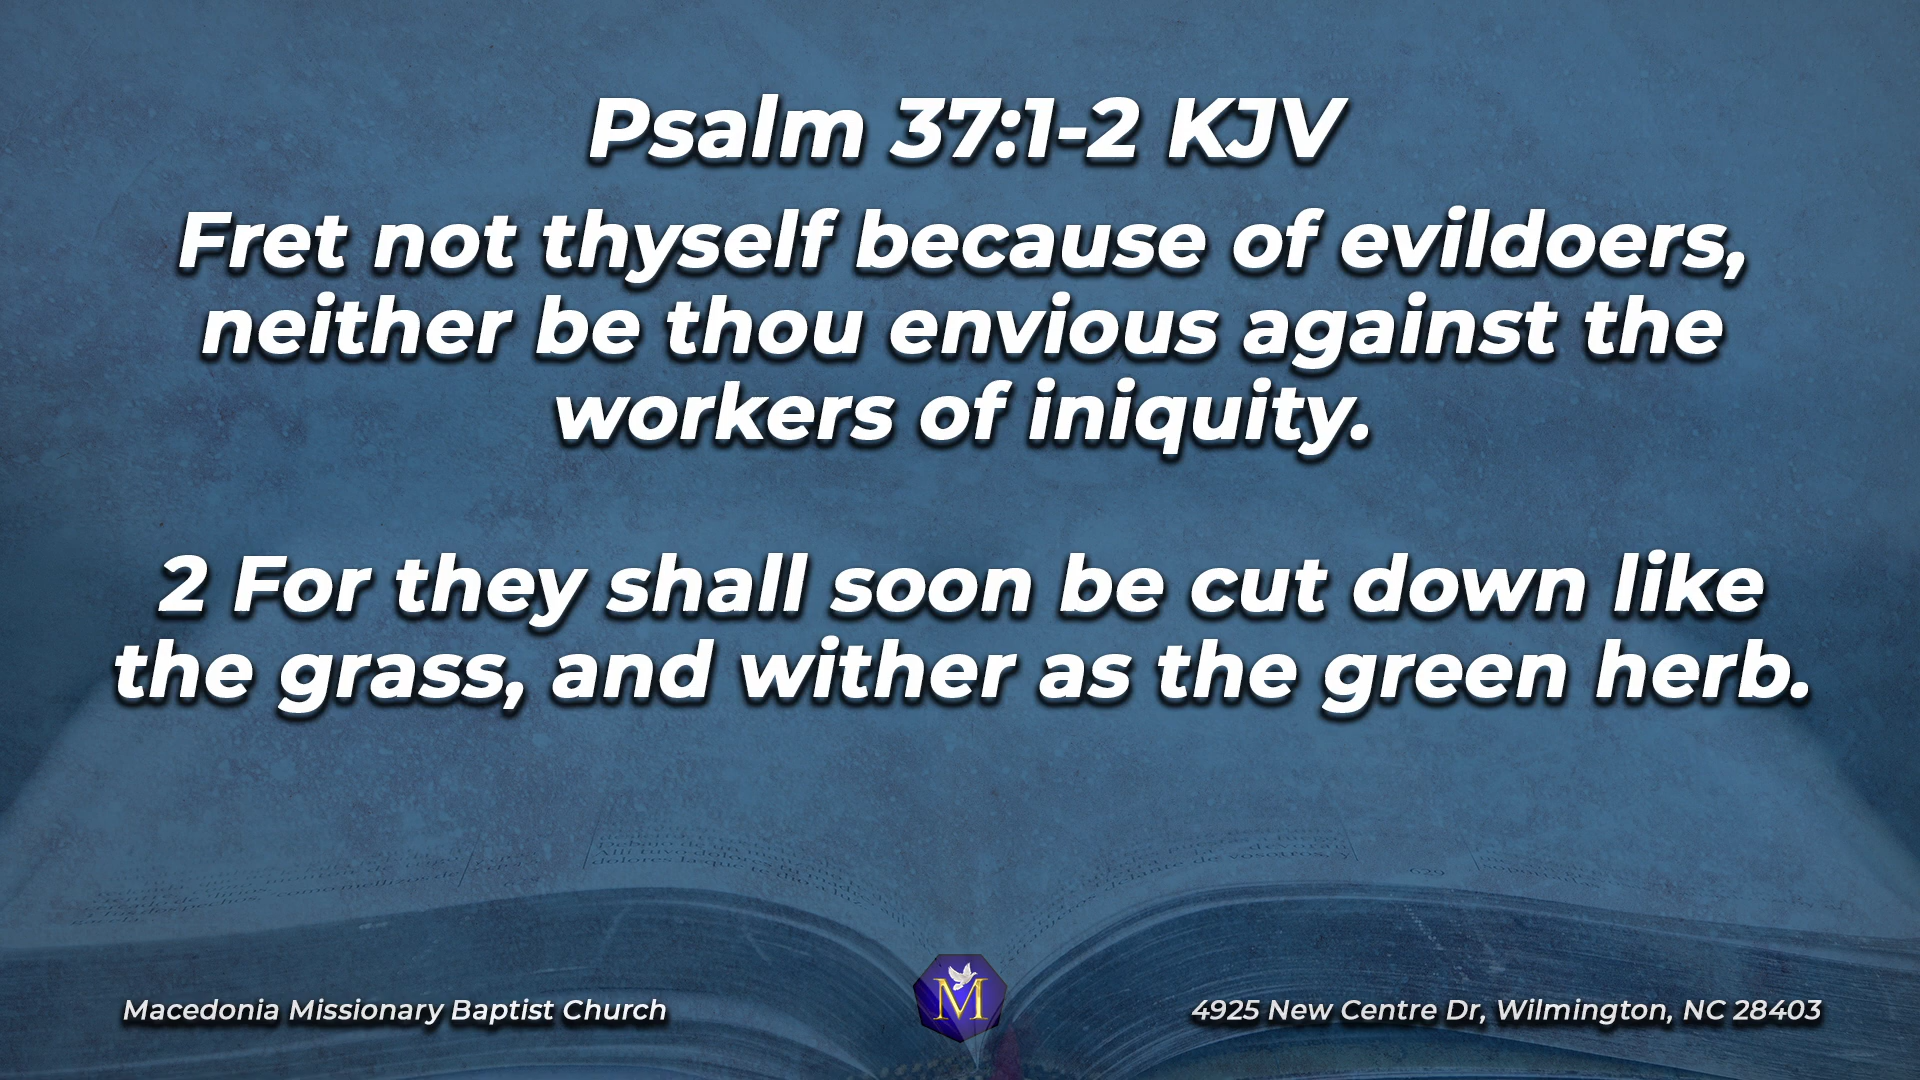 Psalm 37:1-2 KJV
Fret not thyself because of evildoers,
neither be thou envious against the
workers of iniquity.
2 For they shall soon be cut down like
the grass, and wither as the green herb.
Macedonia Missionary Baptist Church
M
4925 New Centre Dr, Wilmington, NC 28403